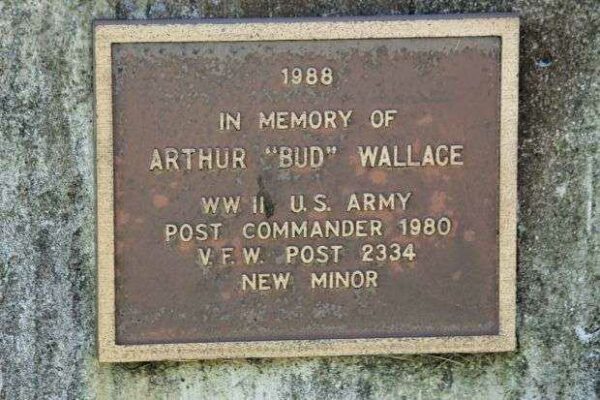 1988
IN MEMORY OF
ARTHUR "BUD" WALLACE
WW II U.S. ARMY
POST COMMANDER 1980
V.F.W. POST 2334
NEW MINOR